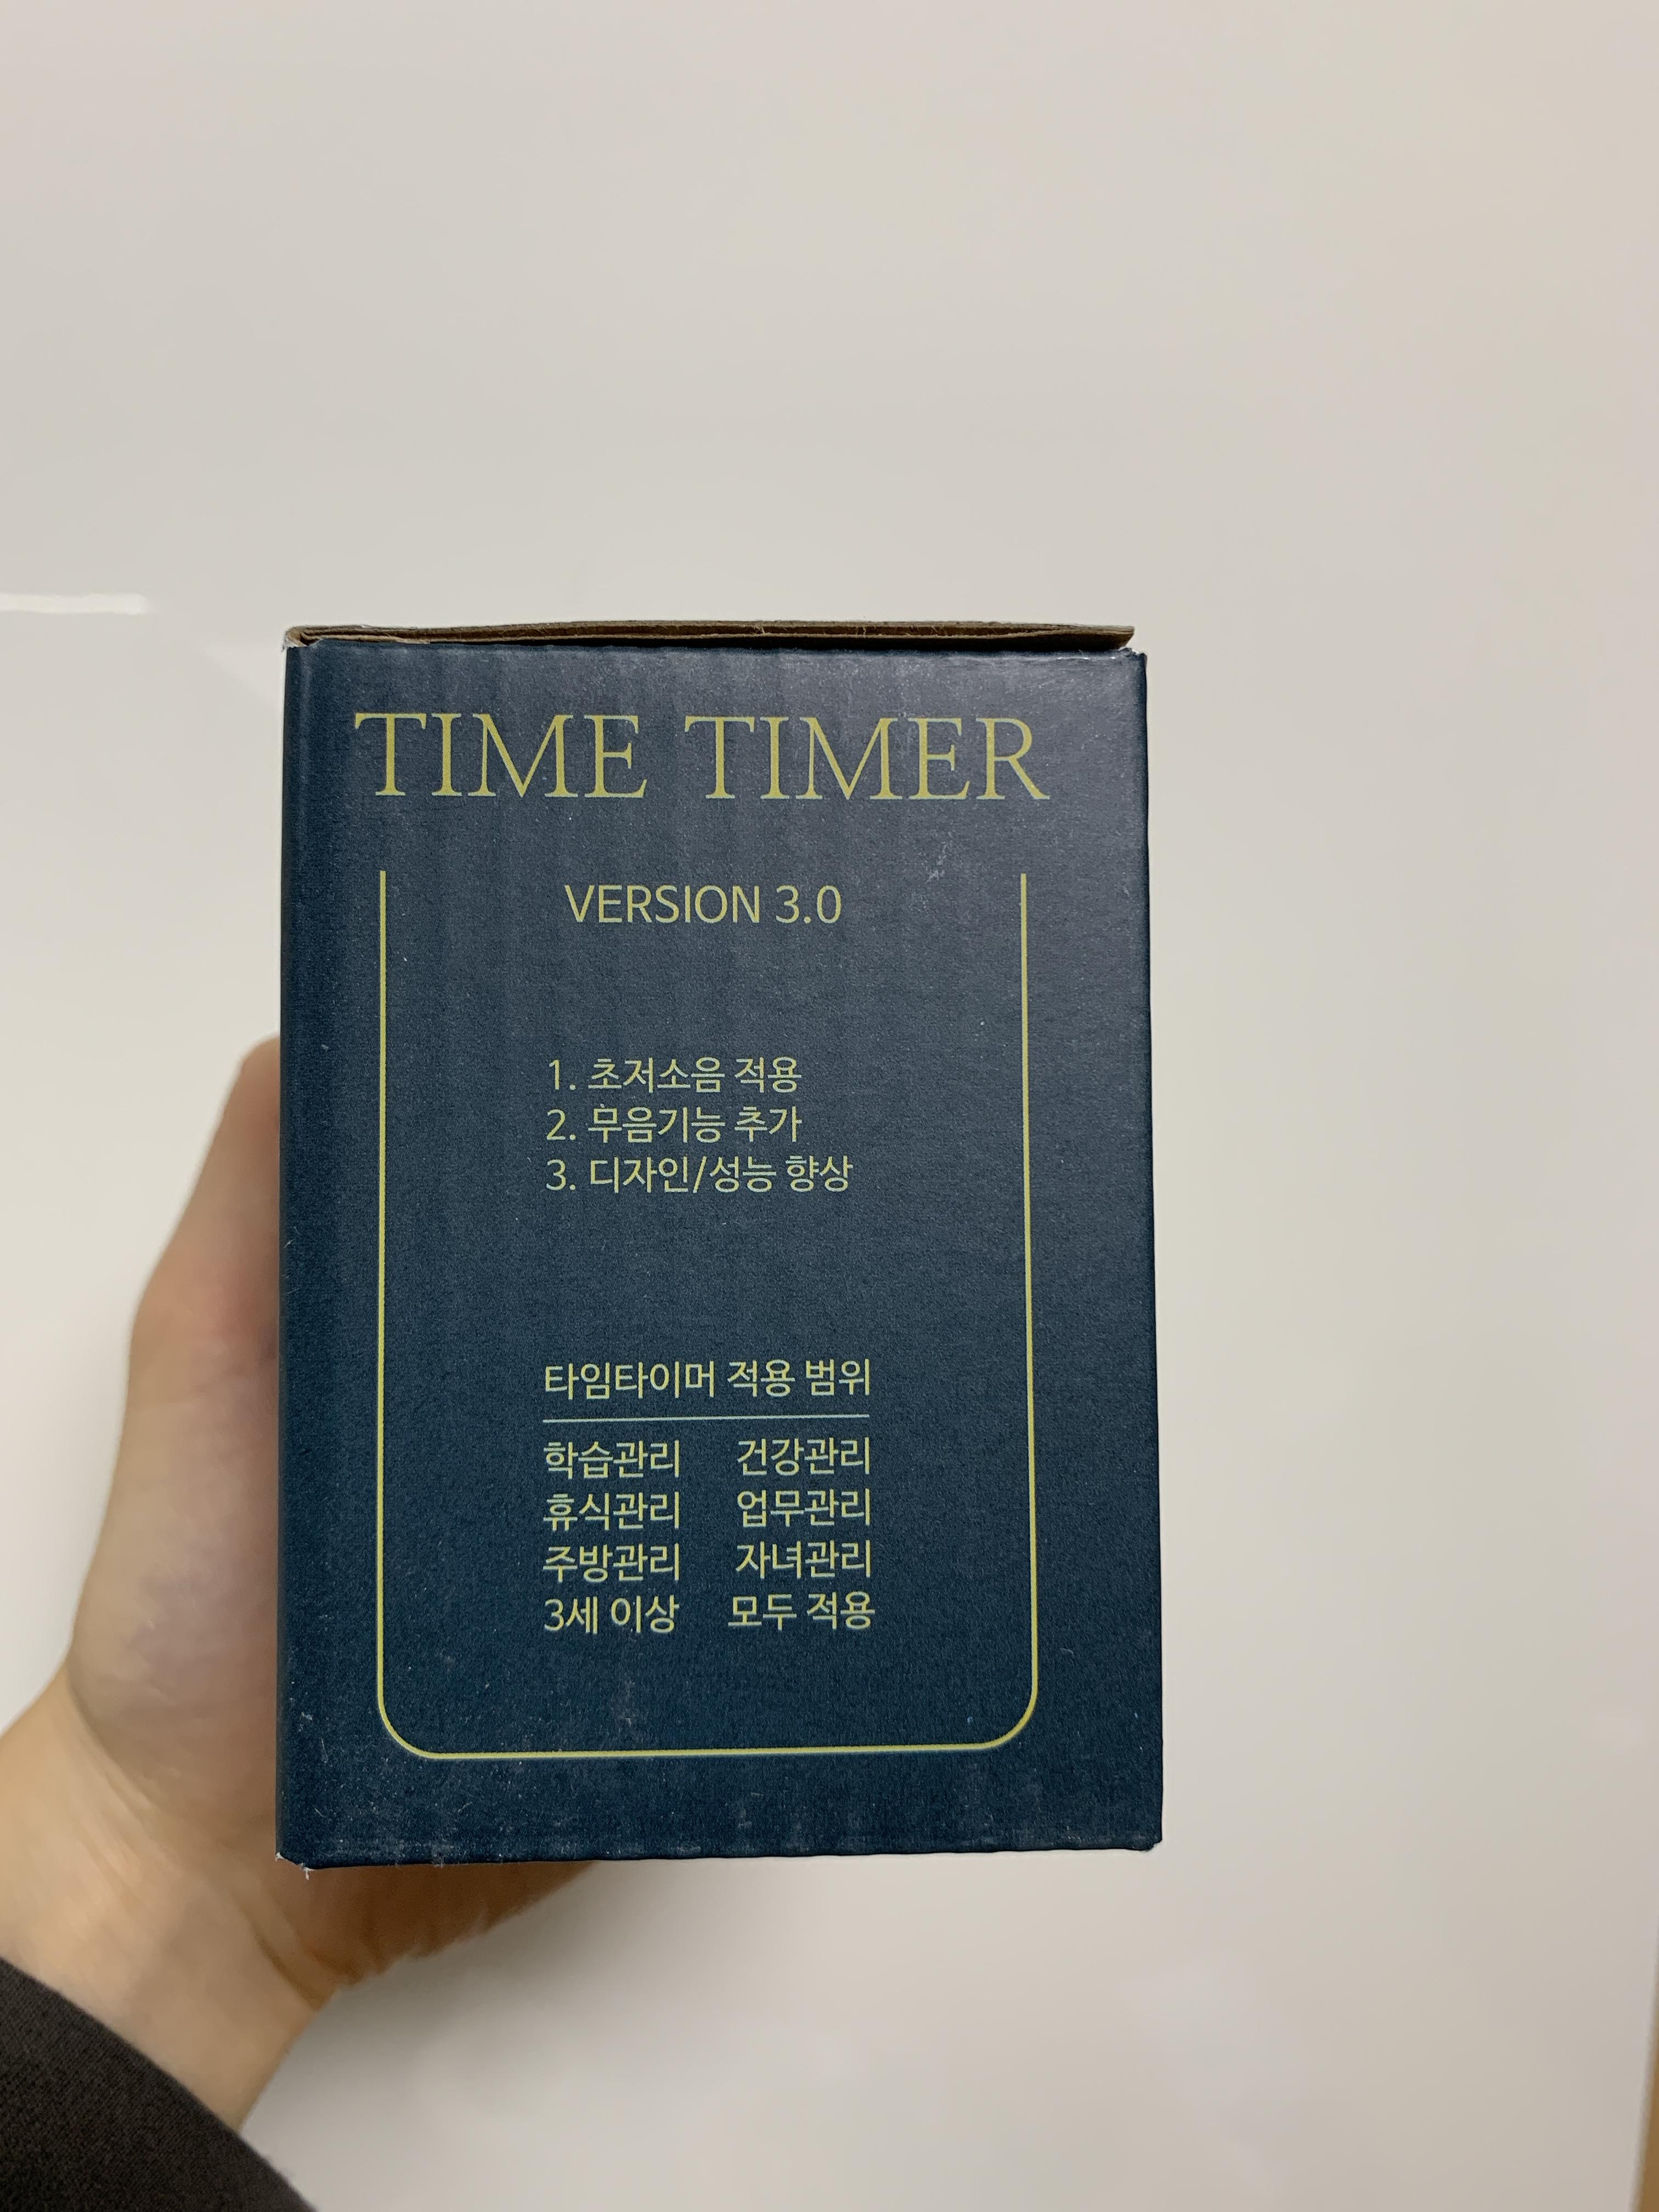 TIME TIMER
VERSION 3.0
1. 초저소음 적용
2. 무음기능 추가
3. 디자인/성능 향상
타임타이머 적용 범위
학습관리 건강관리
휴식관리 업무관리
주방관리 자녀관리
3세 이상 모두 적용